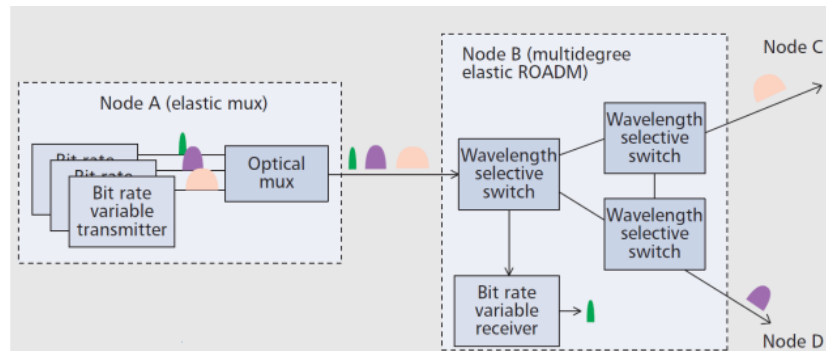 Node A (elastic mux)
Bit rate
Bit rate
Bit rate
variable
transmitter
Optical
mux
Node B (multidegree
elastic ROADM)
Wavelength
selective
switch
Wavelength
selective
switch
Wavelength
selective
switch
Bit rate
variable
receiver
Node C
Node D